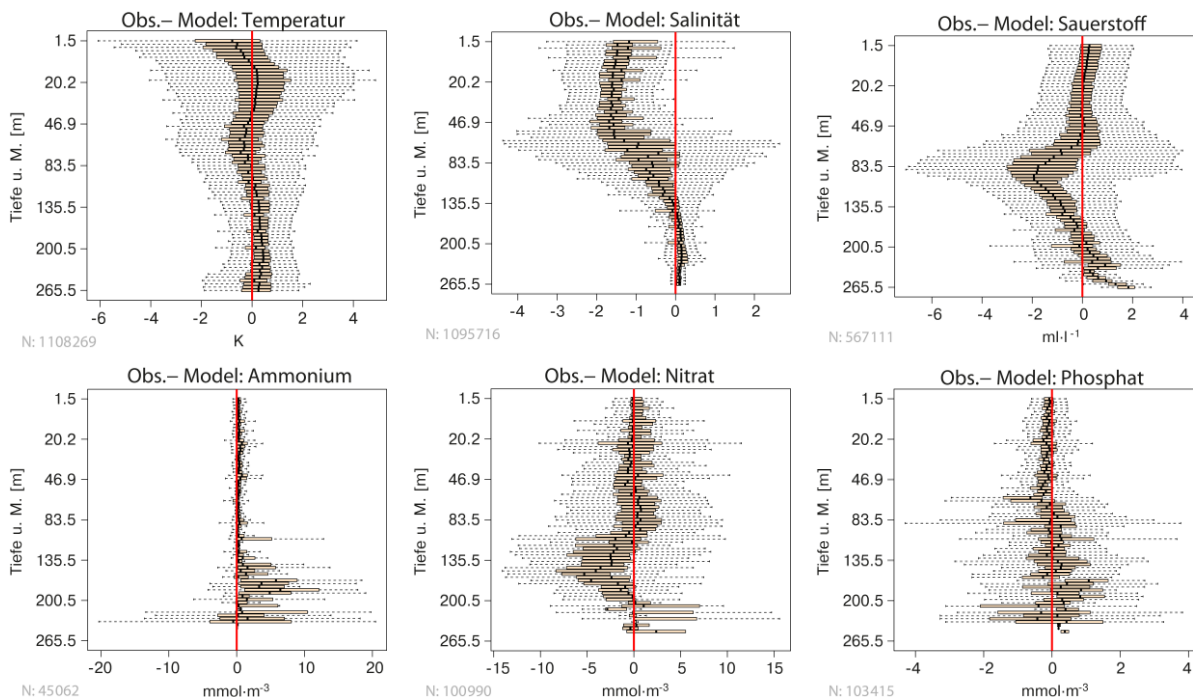 Obs.– Model: Temperatur
Tiefe u. M. [m]
1.5
20.2
46.9
83.5
135.5
200.5
265.5
-6 -4 -2 0 2 4
K
N: 1108269
Obs.– Model: Salinität
Tiefe u. M. [m]
1.5
20.2
46.9
83.5
135.5
200.5
265.5
-4 -3 -2 -1 0 1 2
N: 1095716
Obs.– Model: Sauerstoff
Tiefe u. M. [m]
1.5
20.2
46.9
83.5
135.5
200.5
265.5
-6 -4 -2 0 2 4
ml·l⁻¹
N: 567111
Obs.– Model: Ammonium
Tiefe u. M. [m]
1.5
20.2
46.9
83.5
135.5
200.5
265.5
-20 -10 0 10 20
mmol·m⁻³
N: 45062
Obs.– Model: Nitrat
Tiefe u. M. [m]
1.5
20.2
46.9
83.5
135.5
200.5
265.5
-15 -10 -5 0 5 10 15
mmol·m⁻³
N: 100990
Obs.– Model: Phosphat
Tiefe u. M. [m]
1.5
20.2
46.9
83.5
135.5
200.5
265.5
-4 -2 0 2 4
mmol·m⁻³
N: 103415